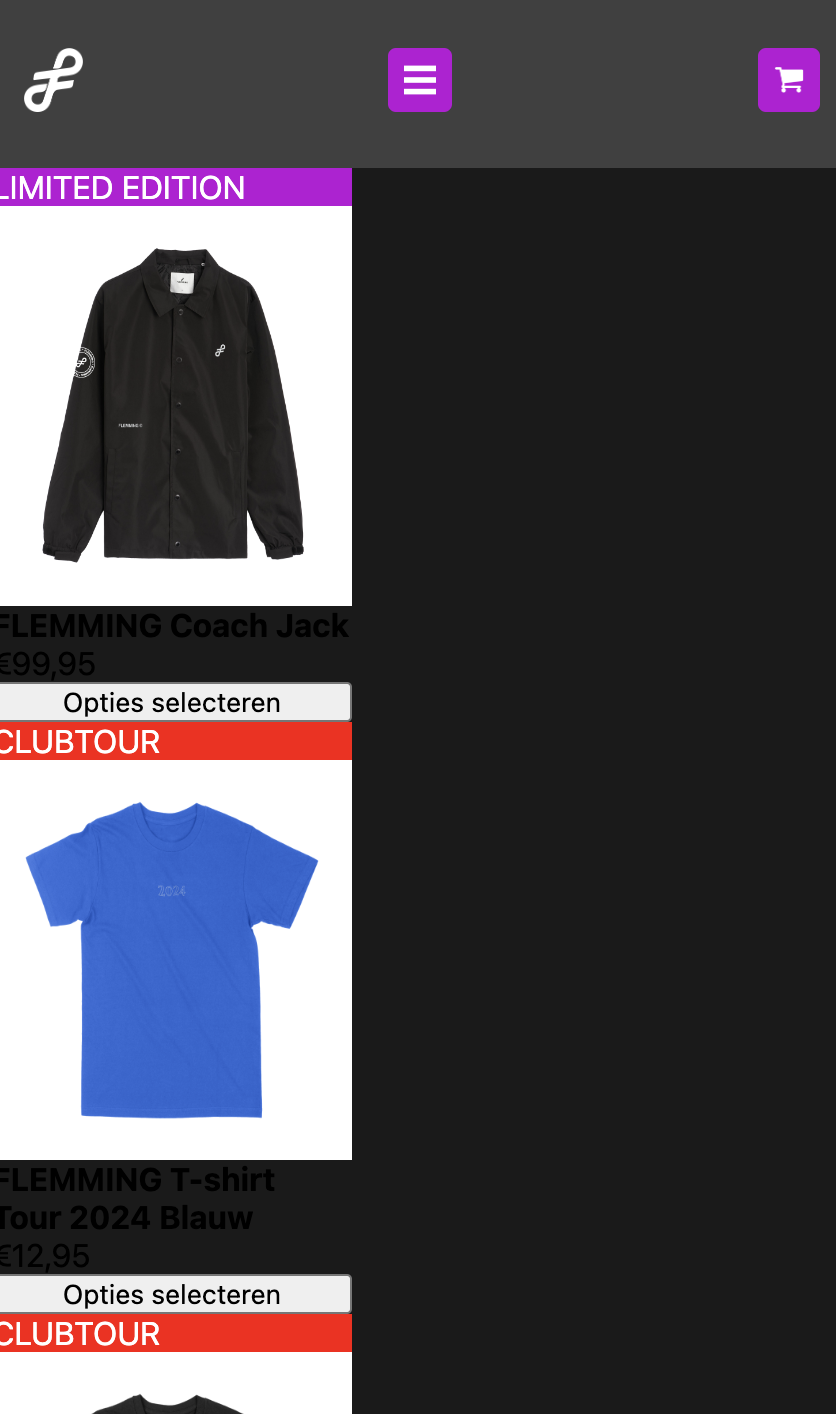 LIMITED EDITION
FLEMMING
FLEMMING Coach Jack
€99,95
Opties selecteren
CLUBTOUR
2024
FLEMMING T-shirt
Tour 2024 Blauw
€12,95
Opties selecteren
CLUBTOUR